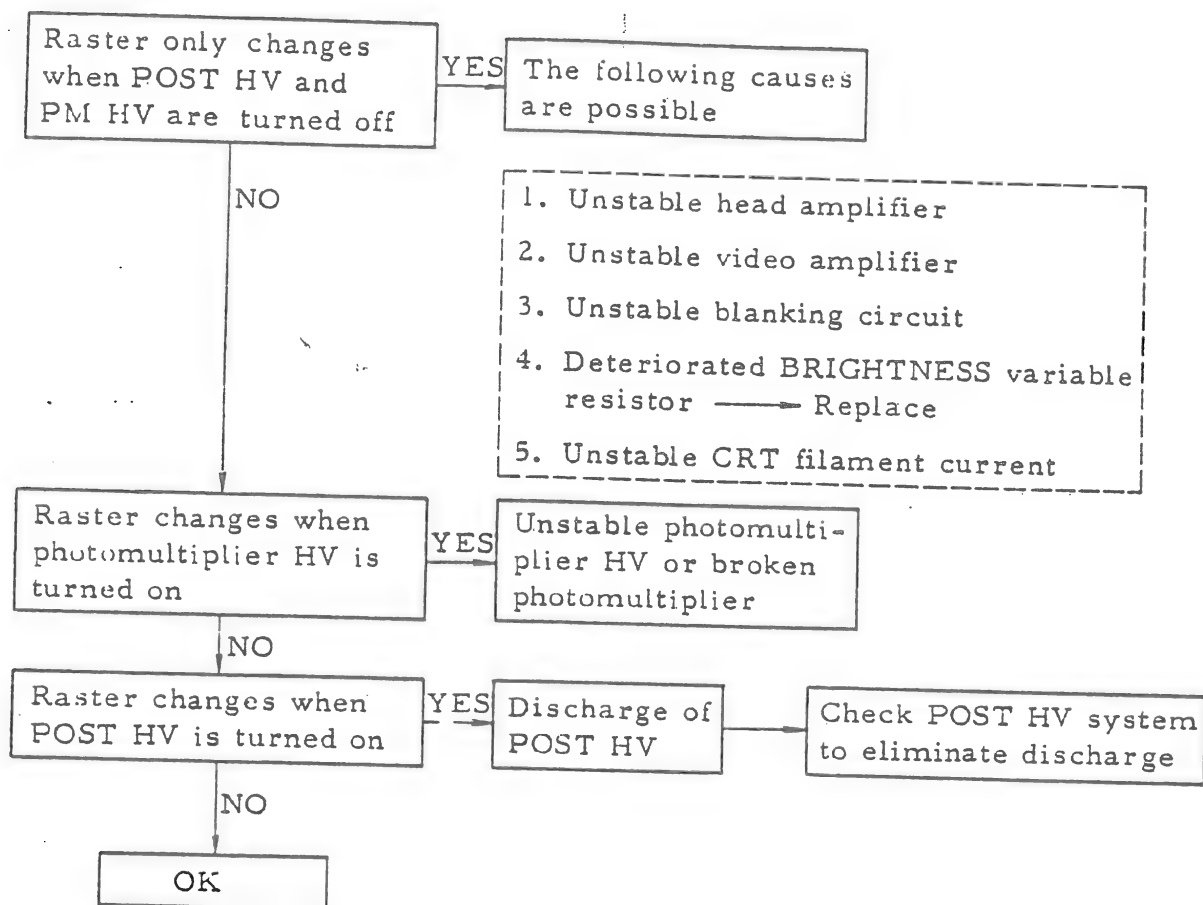 Raster only changes
when POST HV and
PM HV are turned off
YES
The following causes
are possible
NO
1. Unstable head amplifier
2. Unstable video amplifier
3. Unstable blanking circuit
4. Deteriorated BRIGHTNESS variable
resistor → Replace
5. Unstable CRT filament current
Raster changes when
photomultiplier HV is
turned on
YES
Unstable photomulti-
plier HV or broken
photomultiplier
NO
Raster changes when
POST HV is turned on
YES
Discharge of
POST HV
Check POST HV system
to eliminate discharge
NO
OK